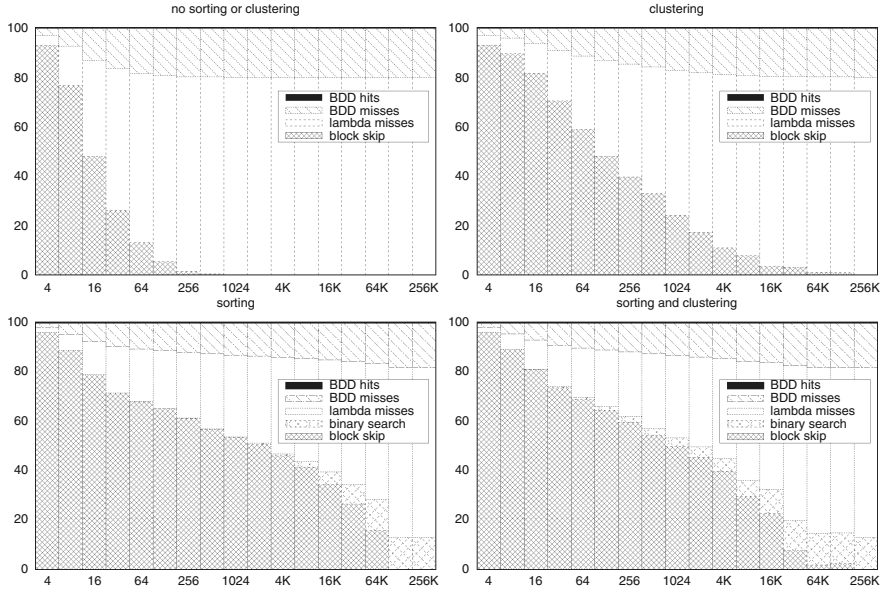 no sorting or clustering
100
80
60
40
20
0
BDD hits
BDD misses
lambda misses
block skip
4 16 64 256 1024 4K 16K 64K 256K
clustering
100
80
60
40
20
0
BDD hits
BDD misses
lambda misses
block skip
4 16 64 256 1024 4K 16K 64K 256K
sorting
100
80
60
40
20
0
BDD hits
BDD misses
lambda misses
binary search
block skip
4 16 64 256 1024 4K 16K 64K 256K
sorting and clustering
100
80
60
40
20
0
BDD hits
BDD misses
lambda misses
binary search
block skip
4 16 64 256 1024 4K 16K 64K 256K